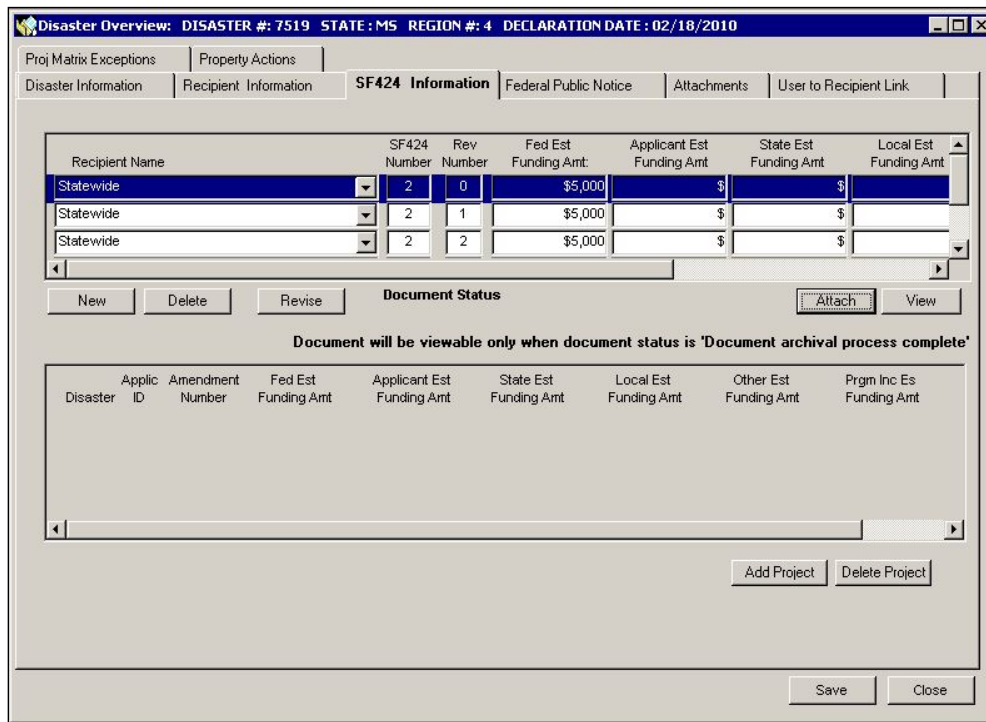 Disaster Overview: DISASTER #: 7519 STATE : MS REGION #: 4 DECLARATION DATE : 02/18/2010
Proj Matrix Exceptions Property Actions
Disaster Information Recipient Information SF424 Information Federal Public Notice Attachments User to Recipient Link
SF424 Rev Fed Est Applicant Est State Est Local Est
Recipient Name Number Number Funding Amt: Funding Amt Funding Amt Funding Amt
Statewide 2 0 $5,000 $ $
Statewide 2 1 $5,000 $ $
Statewide 2 2 $5,000 $ $
New Delete Revise Document Status Attach View
Document will be viewable only when document status is 'Document archival process complete'
Applic Amendment Fed Est Applicant Est State Est Local Est Other Est Prgm Inc Es
Disaster ID Number Funding Amt Funding Amt Funding Amt Funding Amt Funding Amt Funding Amt
Add Project Delete Project
Save Close